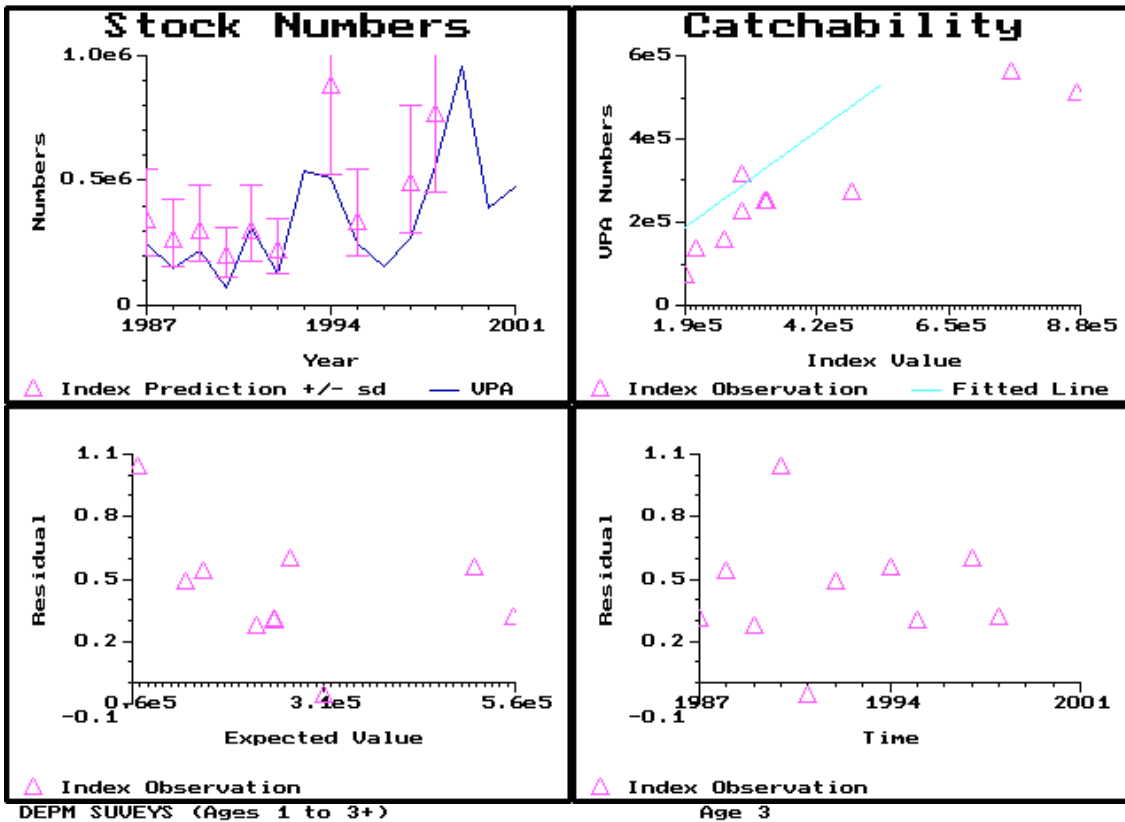 Stock Numbers
1.0e6
0.5e6
0
Numbers
1987
1994
2001
Year
Index Prediction +/- sd
VPA
Catchability
6e5
4e5
2e5
0
VPA Numbers
1.9e5
4.2e5
6.5e5
8.8e5
Index Value
Index Observation
Fitted Line
1.1
0.8
0.5
0.2
-0.1
Residual
0.6e5
3.1e5
5.6e5
Expected Value
Index Observation
1.1
0.8
0.5
0.2
-0.1
Residual
1987
1994
2001
Time
Index Observation
DEPM SUVEYS (Ages 1 to 3+)
Age 3